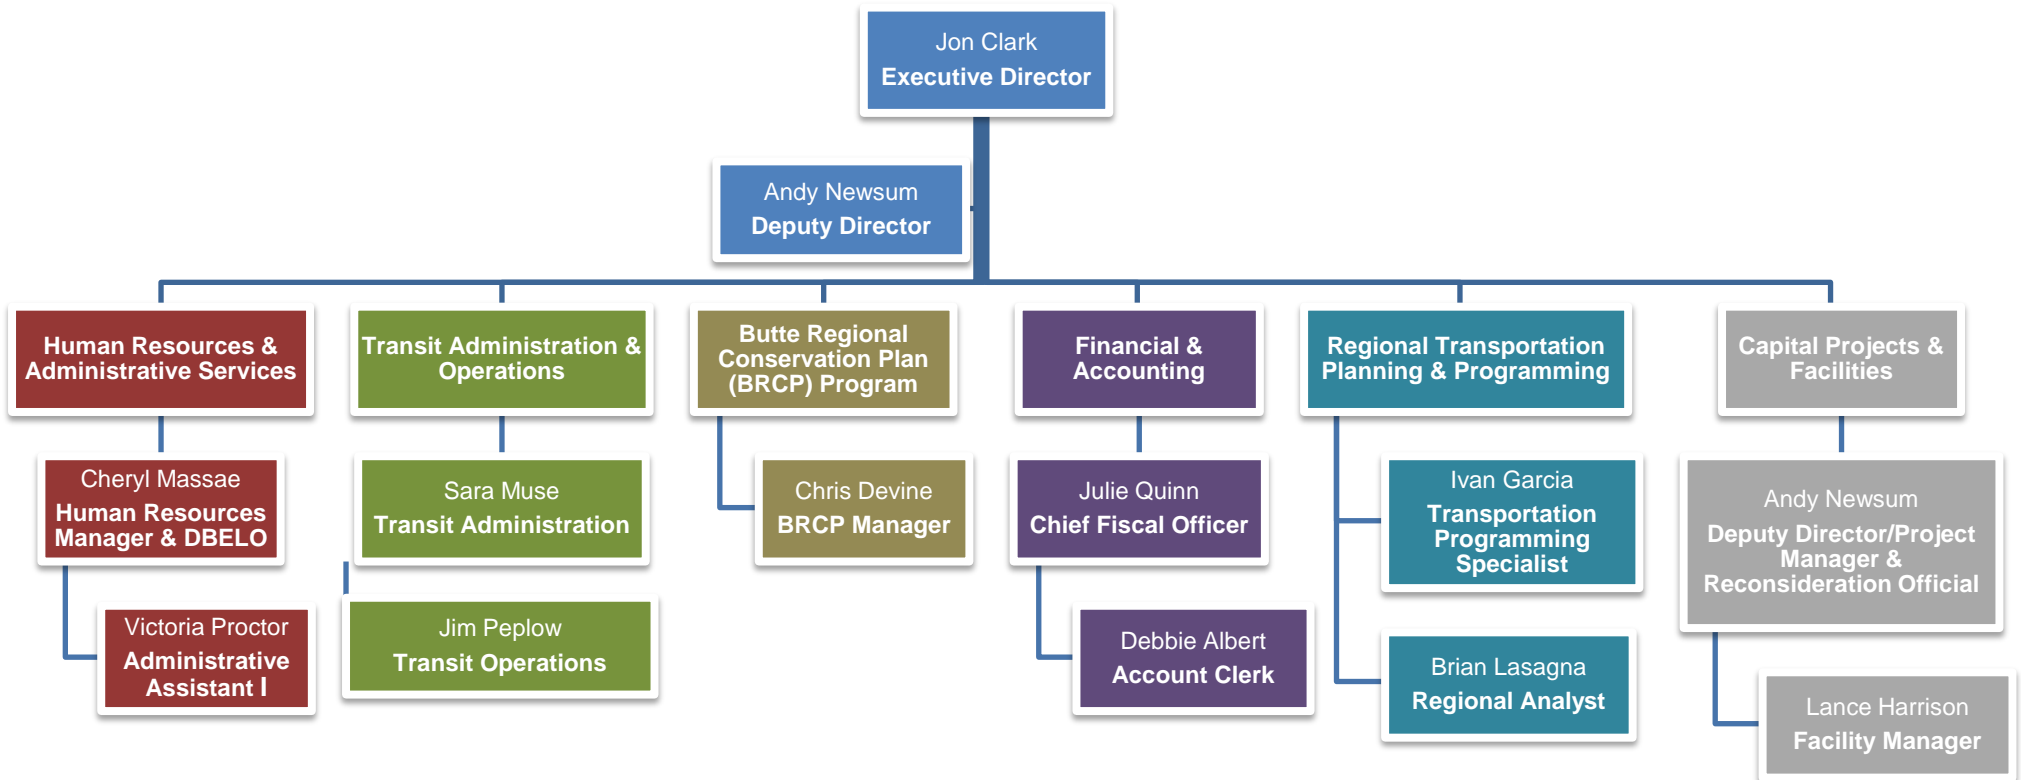 Jon Clark
Executive Director
Andy Newsum
Deputy Director
Human Resources &
Administrative Services
Transit Administration &
Operations
Butte Regional
Conservation Plan
(BRCP) Program
Financial &
Accounting
Regional Transportation
Planning & Programming
Capital Projects &
Facilities
Cheryl Massae
Human Resources
Manager & DBELO
Sara Muse
Transit Administration
Chris Devine
BRCP Manager
Julie Quinn
Chief Fiscal Officer
Ivan Garcia
Transportation
Programming
Specialist
Andy Newsum
Deputy Director/Project
Manager &
Reconsideration Official
Victoria Proctor
Administrative
Assistant I
Jim Peplow
Transit Operations
Debbie Albert
Account Clerk
Brian Lasagna
Regional Analyst
Lance Harrison
Facility Manager